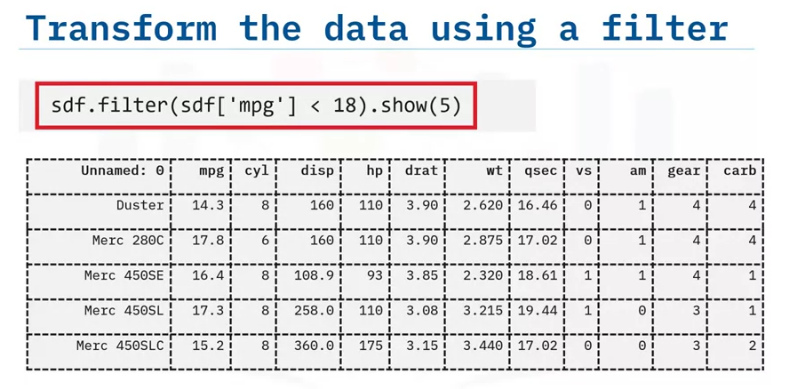 Transform the data using a filter
sdf.filter(sdf['mpg'] < 18).show(5)
Unnamed: 0 mpg cyl disp hp drat wt qsec vs am gear carb
Duster 14.3 8 160 110 3.90 2.620 16.46 0 1 4 4
Merc 280C 17.8 6 160 110 3.90 2.875 17.02 0 1 4 4
Merc 450SE 16.4 8 108.9 93 3.85 2.320 18.61 1 1 4 1
Merc 450SL 17.3 8 258.0 110 3.08 3.215 19.44 1 0 3 1
Merc 450SLC 15.2 8 360.0 175 3.15 3.440 17.02 0 0 3 2